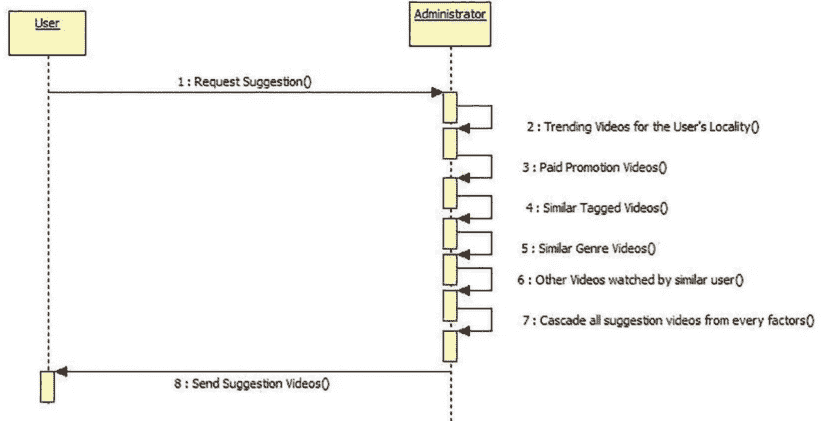 User
Administrator
1 : Request Suggestion()
2 : Trending Videos for the User's Locality()
3 : Paid Promotion Videos()
4 : Similar Tagged Videos()
5 : Similar Genre Videos()
6 : Other Videos watched by similar user()
7 : Cascade all suggestion videos from every factors()
8 : Send Suggestion Videos()